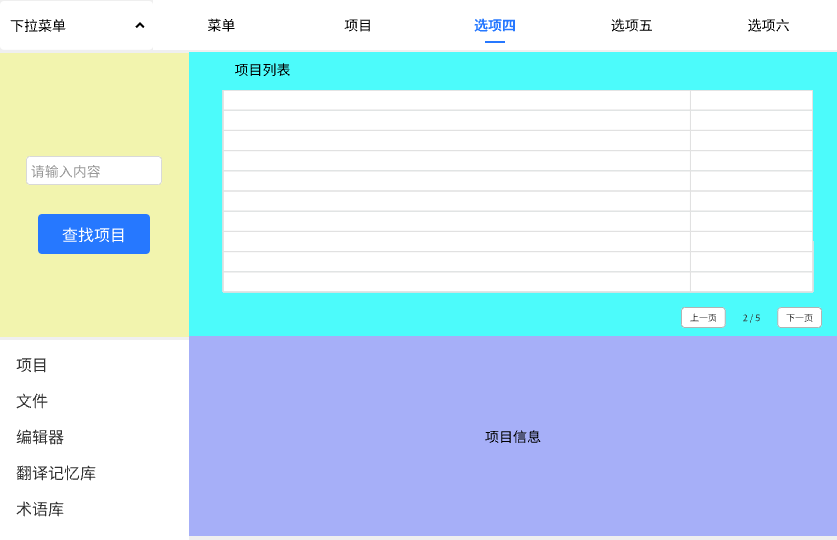 下拉菜单
菜单
项目
选项四
选项五
选项六
项目列表
请输入内容
查找项目
上一页
2 / 5
下一页
项目
文件
编辑器
翻译记忆库
术语库
项目信息